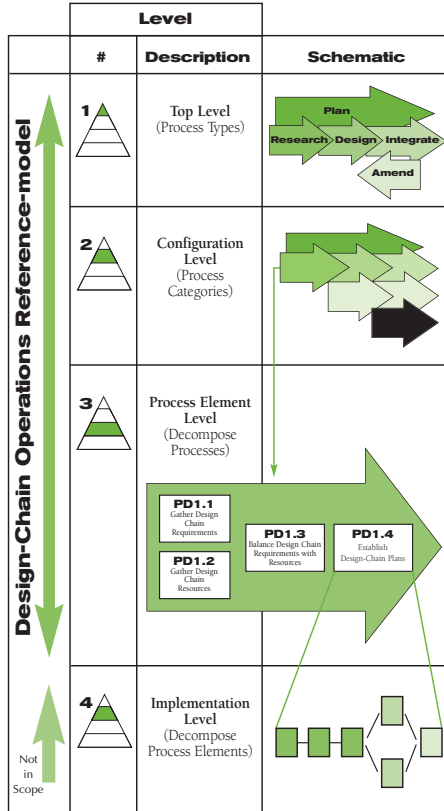 Level
#
Description
Schematic
Design-Chain Operations Reference-model
1
Top Level
(Process Types)
Plan
Research
Design
Integrate
Amend
2
Configuration
Level
(Process
Categories)
3
Process Element
Level
(Decompose
Processes)
PD1.1
Gather Design
Chain
Requirements
PD1.2
Gather Design
Chain
Resources
PD1.3
Balance Design Chain
Requirements with
Resources
PD1.4
Establish
Design-Chain Plans
4
Implementation
Level
(Decompose
Process Elements)
Not
in
Scope